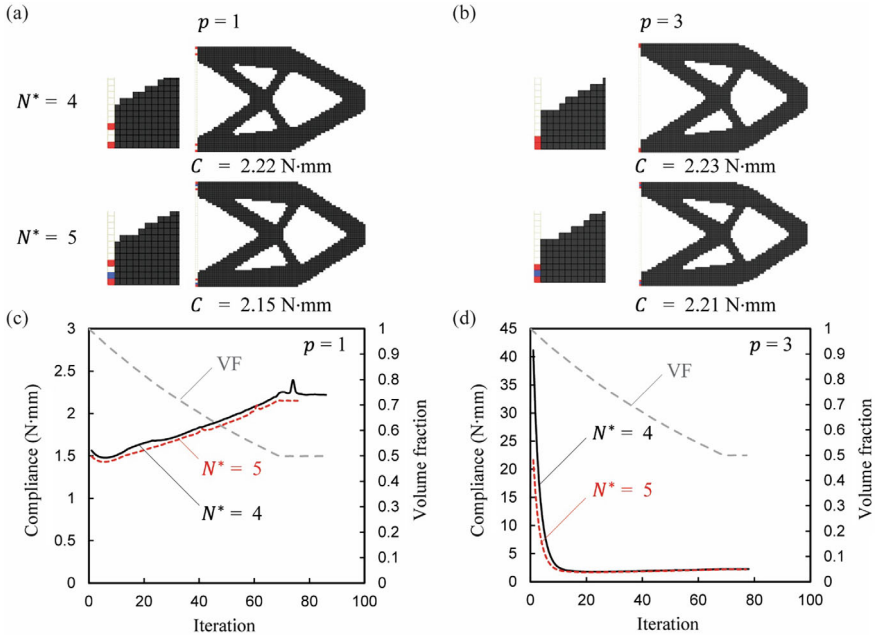 (a)
p = 1
(b)
p = 3
N* = 4
C = 2.22 N·mm
C = 2.23 N·mm
N* = 5
C = 2.15 N·mm
C = 2.21 N·mm
(c)
3
2.5
2
1.5
1
0.5
0
Compliance (N·mm)
VF
p = 1
N* = 5
N* = 4
1
0.9
0.8
0.7
0.6
0.5
0.4
0.3
0.2
0.1
0
Volume fraction
0 20 40 60 80 100
Iteration
(d)
45
40
35
30
25
20
15
10
5
0
Compliance (N·mm)
p = 3
VF
N* = 4
N* = 5
1
0.9
0.8
0.7
0.6
0.5
0.4
0.3
0.2
0.1
0
Volume fraction
0 20 40 60 80 100
Iteration